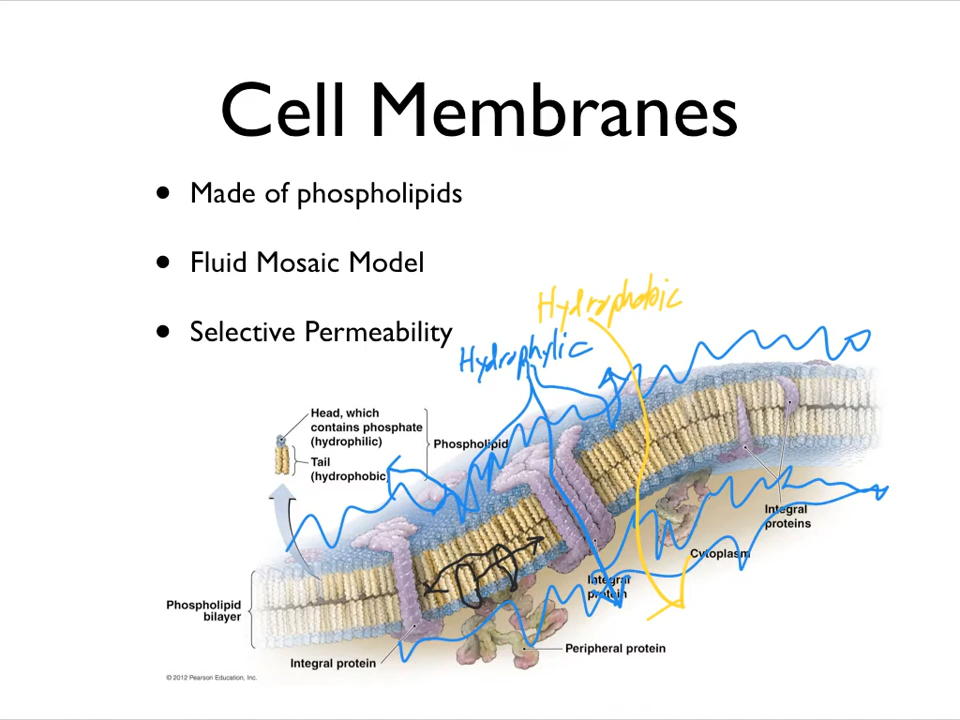 Cell Membranes
• Made of phospholipids
• Fluid Mosaic Model
• Selective Permeability
Hydrophobic
Hydrophylic
Head, which
contains phosphate
(hydrophilic)
Tail
(hydrophobic)
Phospholipid
Integral
proteins
Cytoplasm
Integral
protein
Phospholipid
bilayer
Peripheral protein
Integral protein
© 2012 Pearson Education, Inc.